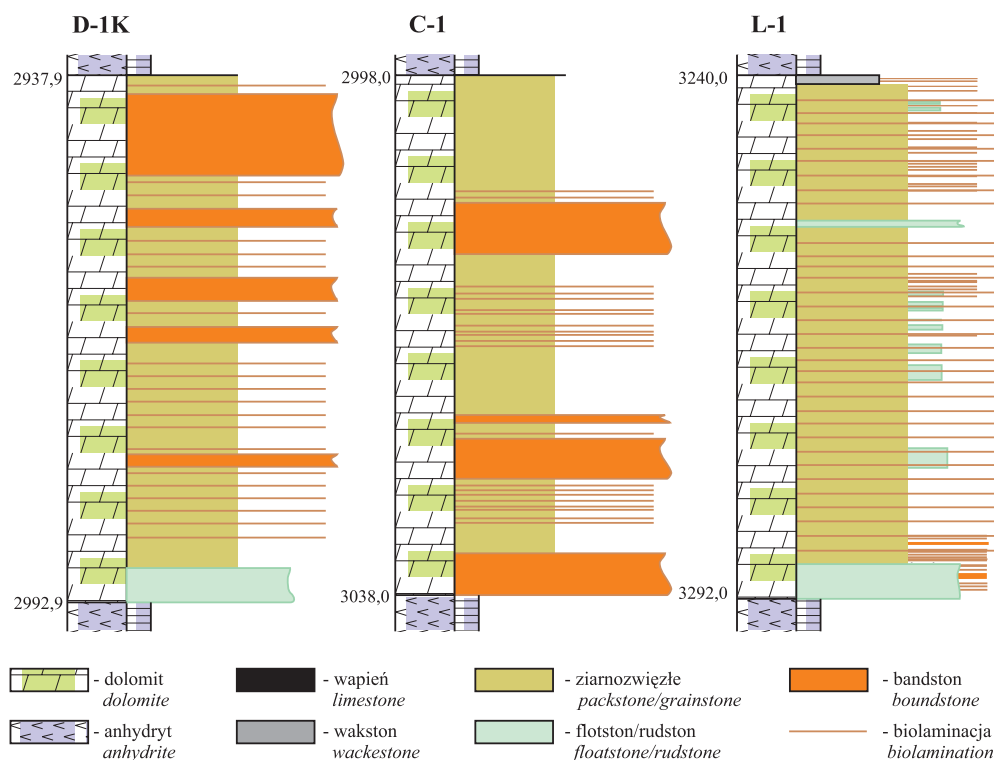 D-1K
C-1
L-1
2937,9
2998,0
3240,0
2992,9
3038,0
3292,0
- dolomit
dolomite
- wapień
limestone
- ziarnozwięzłe
packstone/grainstone
- bandston
boundstone
- anhydryt
anhydrite
- wakston
wackestone
- flotston/rudston
floatstone/rudstone
- biolaminacja
biolamination